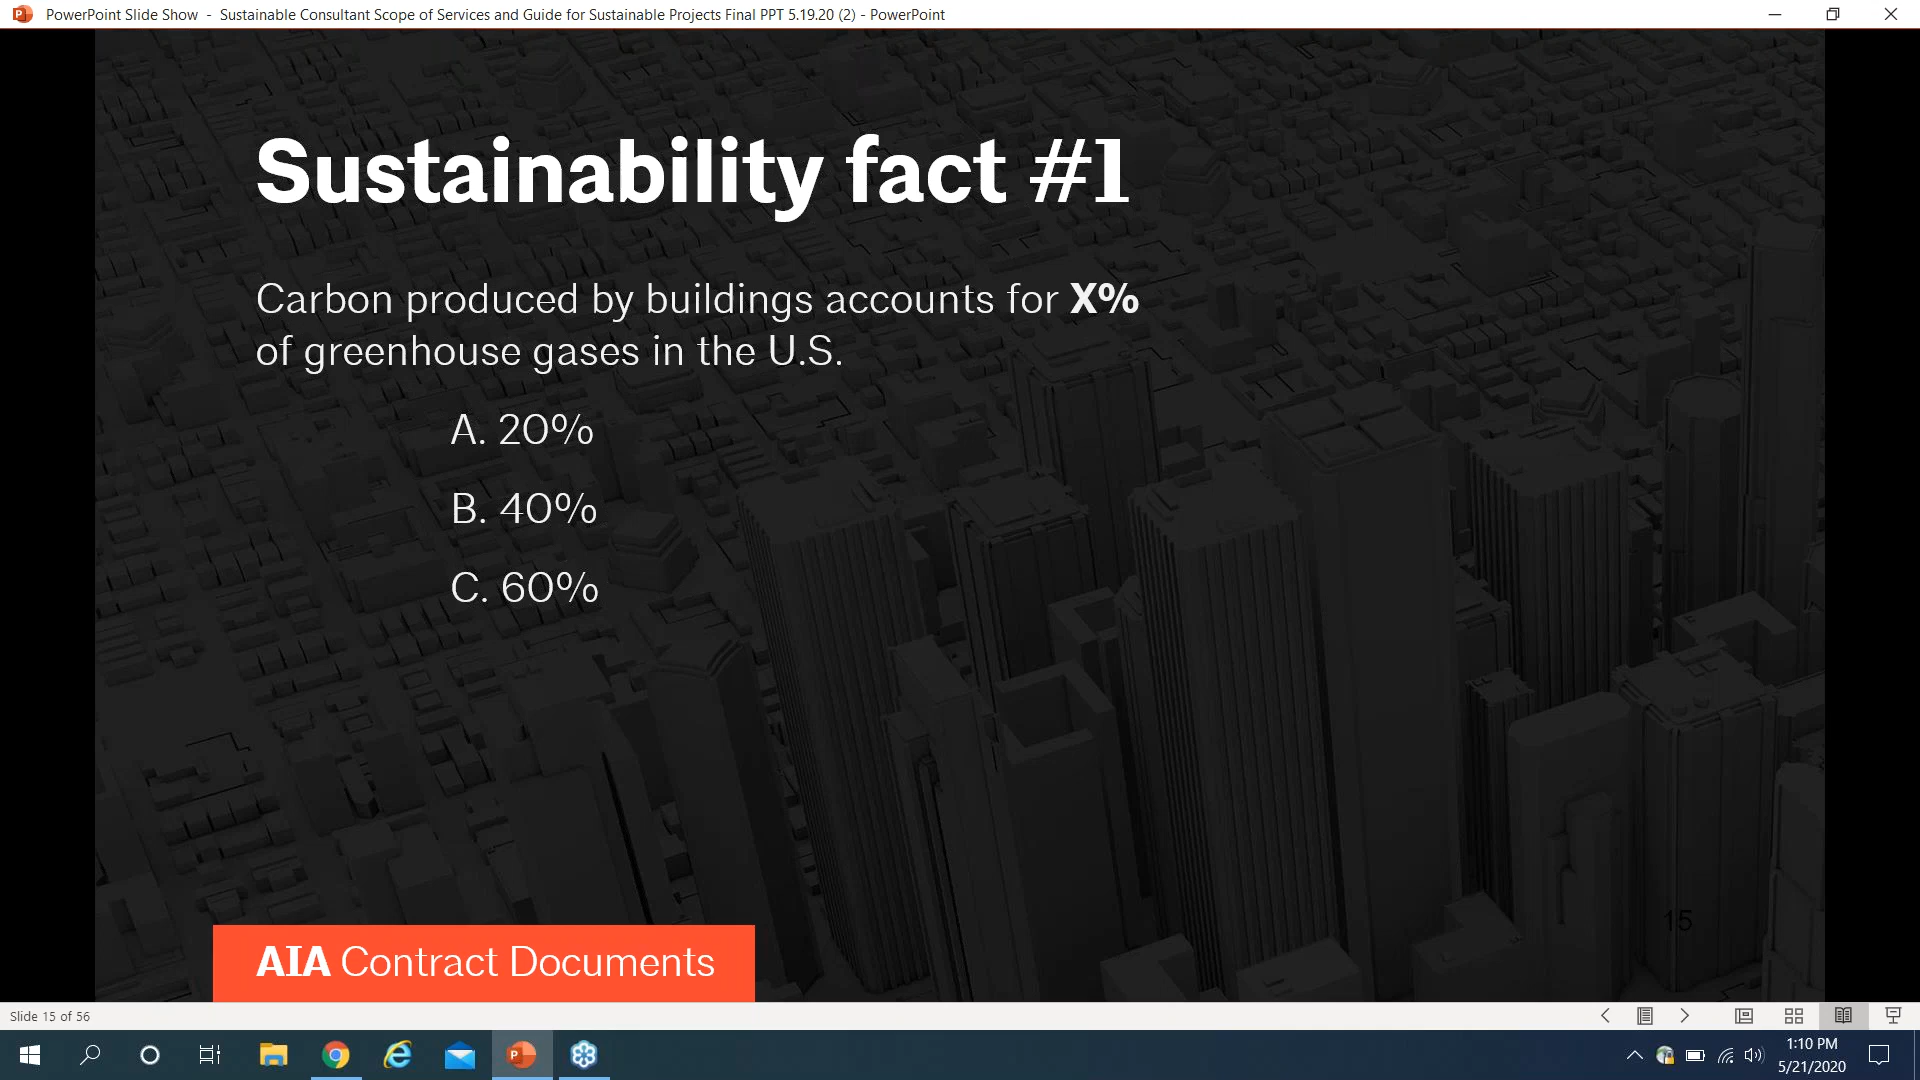 PowerPoint Slide Show - Sustainable Consultant Scope of Services and Guide for Sustainable Projects Final PPT 5.19.20 (2) - PowerPoint
Sustainability fact #1
Carbon produced by buildings accounts for X%
of greenhouse gases in the U.S.
A. 20%
B. 40%
C. 60%
15
AIA Contract Documents
Slide 15 of 56
1:10 PM
5/21/2020